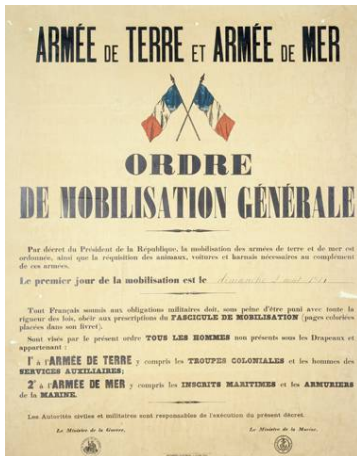 ARMÉE DE TERRE ET ARMÉE DE MER
ORDRE
DE MOBILISATION GÉNÉRALE
Par décret du Président de la République, la mobilisation des armées de terre et de mer est
ordonnée, ainsi que la réquisition des animaux, voitures et harnais nécessaires au complément
de ces armées.
Le premier jour de la mobilisation est le dimanche 2 août 1914
Tout Français soumis aux obligations militaires doit, sous peine d'être puni avec toute la
rigueur des lois, obéir aux prescriptions du FASCICULE DE MOBILISATION (pages coloriées
placées dans son livret).
Sont visés par le présent ordre TOUS LES HOMMES non présents sous les Drapeaux et
appartenant :
1° à l'ARMÉE DE TERRE y compris les TROUPES COLONIALES et les hommes des
SERVICES AUXILIAIRES;
2° à l'ARMÉE DE MER y compris les INSCRITS MARITIMES et les ARMURIERS
de la MARINE.
Les Autorités civiles et militaires sont responsables de l'exécution du présent décret.
Le Ministre de la Guerre, Le Ministre de la Marine,